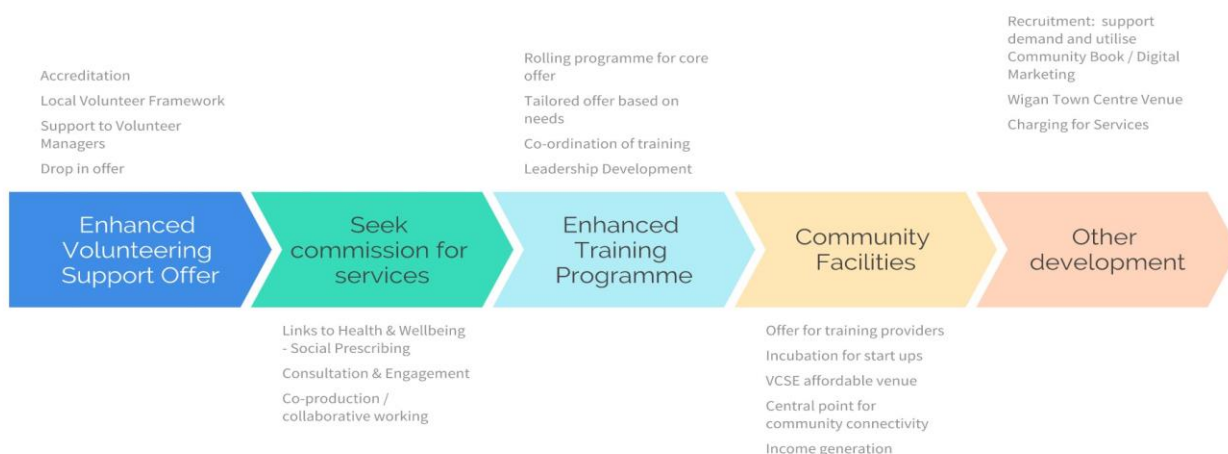 Accreditation
Local Volunteer Framework
Support to Volunteer
Managers
Drop in offer
Enhanced
Volunteering
Support Offer
Seek
commission for
services
Links to Health & Wellbeing
- Social Prescribing
Consultation & Engagement
Co-production /
collaborative working
Rolling programme for core
offer
Tailored offer based on
needs
Co-ordination of training
Leadership Development
Enhanced
Training
Programme
Community
Facilities
Offer for training providers
Incubation for start ups
VCSE affordable venue
Central point for
community connectivity
Income generation
Recruitment: support
demand and utilise
Community Book / Digital
Marketing
Wigan Town Centre Venue
Charging for Services
Other
development